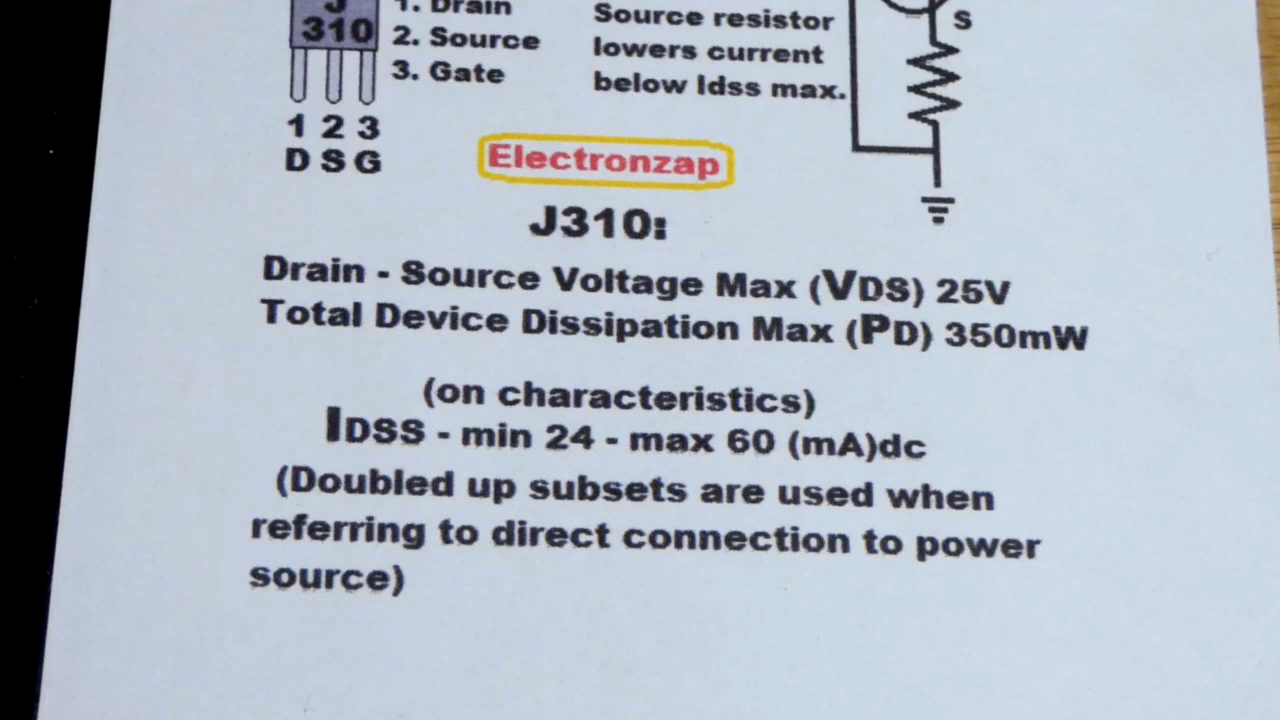 J
310
1. Drain
2. Source
3. Gate
1 2 3
D S G
Source resistor
lowers current
below Idss max.
S
Electronzap
J310:
Drain - Source Voltage Max (VDS) 25V
Total Device Dissipation Max (PD) 350mW
(on characteristics)
IDSS - min 24 - max 60 (mA)dc
(Doubled up subsets are used when
referring to direct connection to power
source)